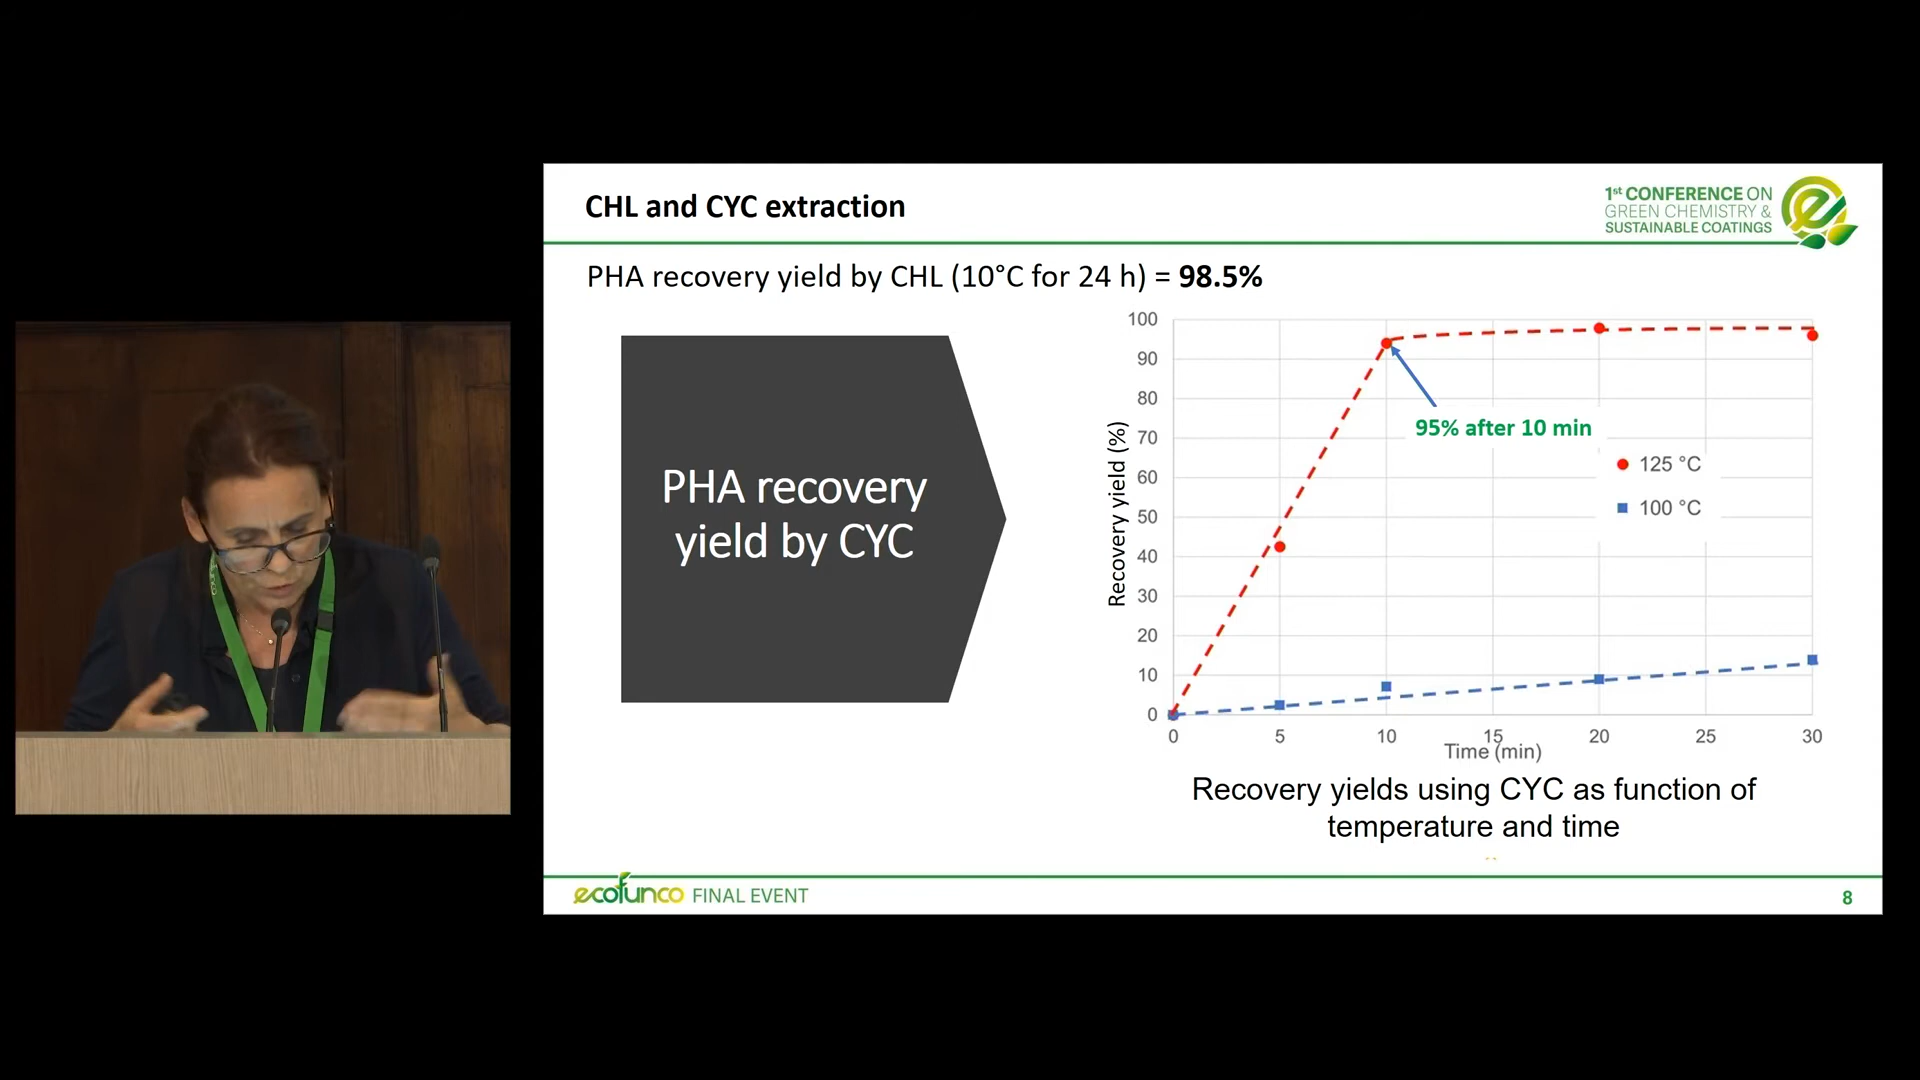 CHL and CYC extraction
1st CONFERENCE ON
GREEN CHEMISTRY &
SUSTAINABLE COATINGS
PHA recovery yield by CHL (10°C for 24 h) = 98.5%
PHA recovery
yield by CYC
Recovery yield (%)
100
90
80
70
60
50
40
30
20
10
0
95% after 10 min
125 °C
100 °C
0 5 10 15 20 25 30
Time (min)
Recovery yields using CYC as function of
temperature and time
ecofunco FINAL EVENT
8